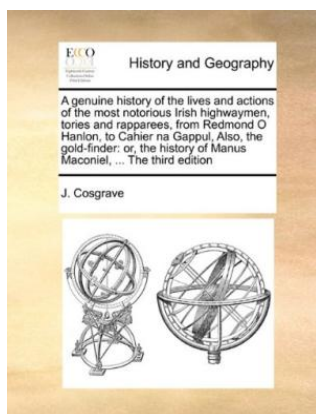 ECCO
History and Geography
A genuine history of the lives and actions
of the most notorious Irish highwaymen,
tories and rapparees, from Redmond O
Hanlon, to Cahier na Gappul, Also, the
gold-finder: or, the history of Manus
Maconiel, ... The third edition
J. Cosgrave